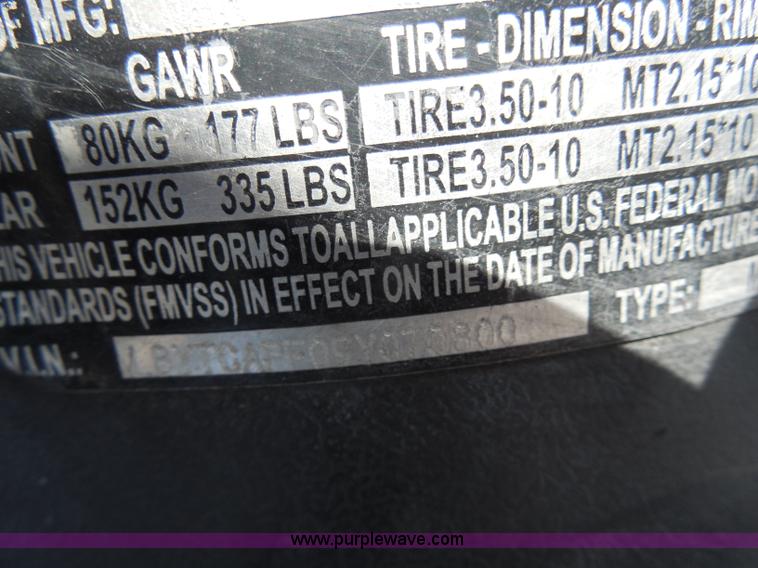 OF MFG:
GAWR TIRE - DIMENSION - RIM
NT 80KG 177 LBS TIRE3.50-10 MT2.15*10
AR 152KG 335 LBS TIRE3.50-10 MT2.15*10
HIS VEHICLE CONFORMS TOALLAPPLICABLE U.S. FEDERAL MO
STANDARDS (FMVSS) IN EFFECT ON THE DATE OF MANUFACTURE
V.I.N.: TYPE:
www.purplewave.com